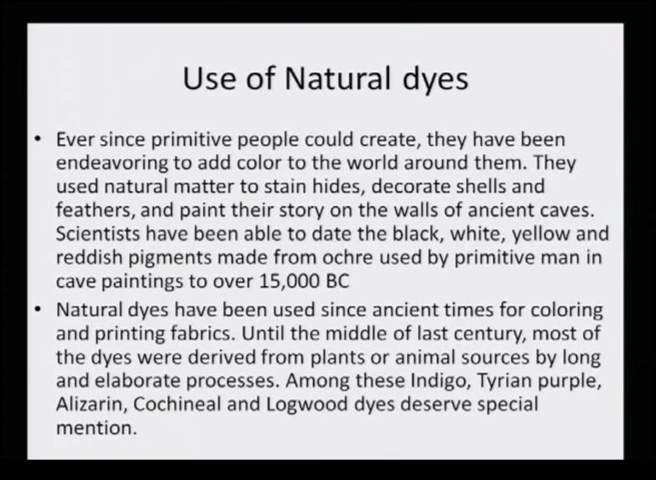 Use of Natural dyes
• Ever since primitive people could create, they have been
endeavoring to add color to the world around them. They
used natural matter to stain hides, decorate shells and
feathers, and paint their story on the walls of ancient caves.
Scientists have been able to date the black, white, yellow and
reddish pigments made from ochre used by primitive man in
cave paintings to over 15,000 BC
• Natural dyes have been used since ancient times for coloring
and printing fabrics. Until the middle of last century, most of
the dyes were derived from plants or animal sources by long
and elaborate processes. Among these Indigo, Tyrian purple,
Alizarin, Cochineal and Logwood dyes deserve special
mention.